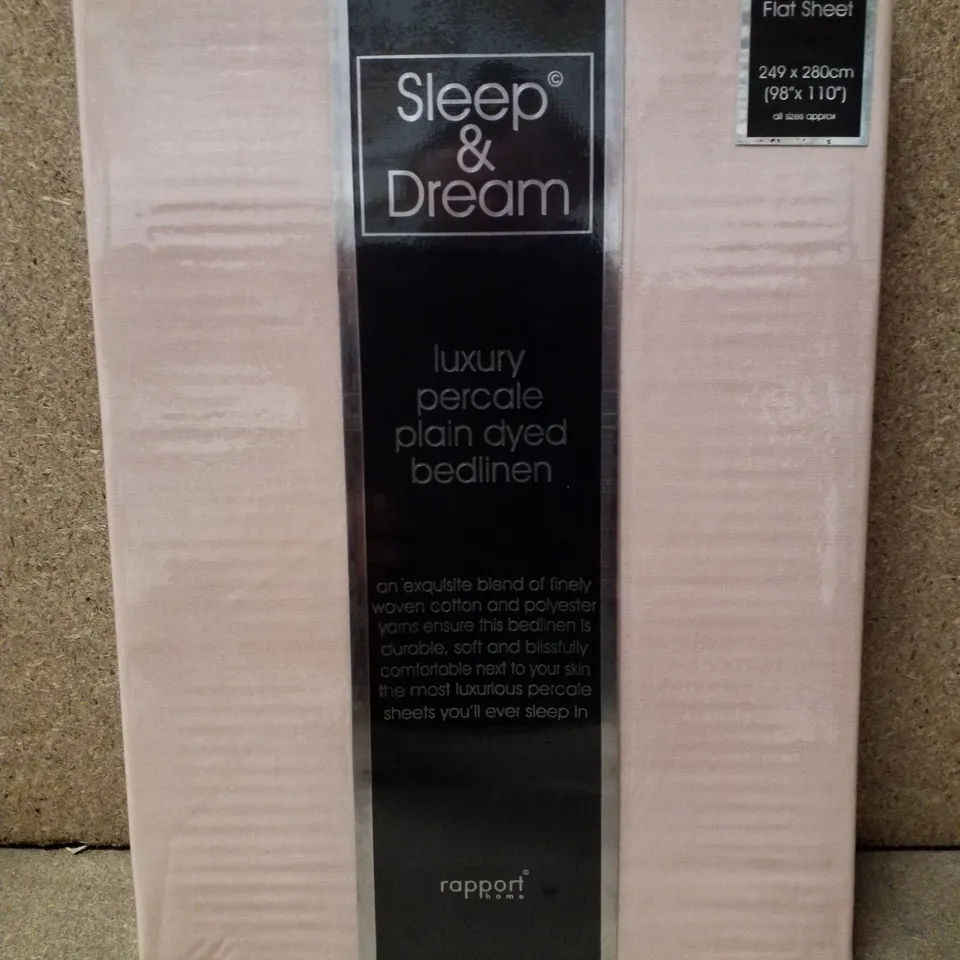 Flat Sheet
249 x 280cm
(98"x 110")
all sizes approx
Sleep©
&
Dream
luxury
percale
plain dyed
bedlinen
an exquisite blend of finely
woven cotton and polyester
yarns ensure this bedlinen is
durable, soft and blissfully
comfortable next to your skin
the most luxurious percale
sheets you'll ever sleep in
rapport©
home